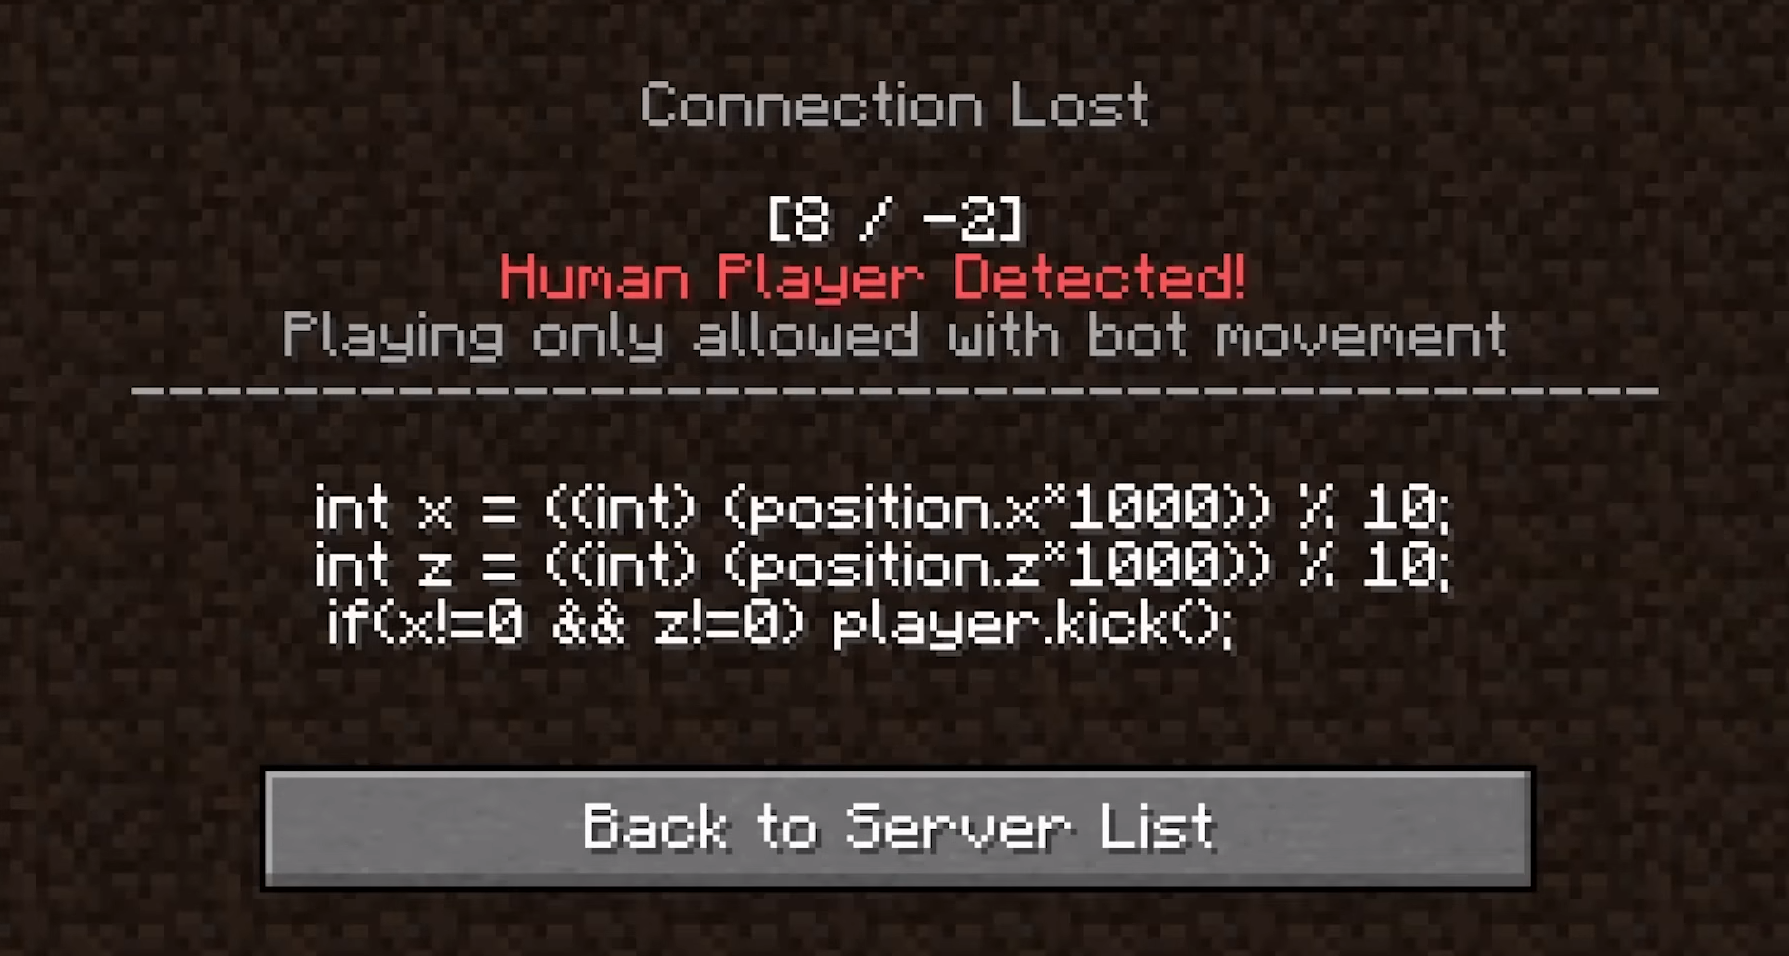 Connection Lost
[8 / -2]
Human Player Detected!
Playing only allowed with bot movement
----------------------------------------
int x = ((int) (position.x*1000)) % 10;
int z = ((int) (position.z*1000)) % 10;
if(x!=0 && z!=0) player.kick();
Back to Server List